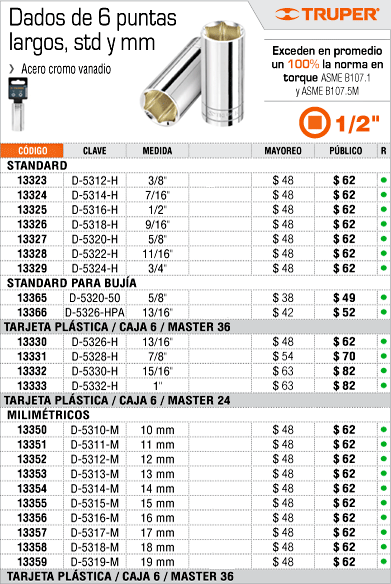 Dados de 6 puntas
largos, std y mm
› Acero cromo vanadio
TRUPER®
Exceden en promedio
un 100% la norma en
torque ASME B107.1
y ASME B107.5M
1/2"
CÓDIGO CLAVE MEDIDA MAYOREO PÚBLICO R
STANDARD
13323 D-5312-H 3/8" $ 48 $ 62
13324 D-5314-H 7/16" $ 48 $ 62
13325 D-5316-H 1/2" $ 48 $ 62
13326 D-5318-H 9/16" $ 48 $ 62
13327 D-5320-H 5/8" $ 48 $ 62
13328 D-5322-H 11/16" $ 48 $ 62
13329 D-5324-H 3/4" $ 48 $ 62
STANDARD PARA BUJÍA
13365 D-5320-50 5/8" $ 38 $ 49
13366 D-5326-HPA 13/16" $ 42 $ 52
TARJETA PLÁSTICA / CAJA 6 / MASTER 36
13330 D-5326-H 13/16" $ 48 $ 62
13331 D-5328-H 7/8" $ 54 $ 70
13332 D-5330-H 15/16" $ 63 $ 82
13333 D-5332-H 1" $ 63 $ 82
TARJETA PLÁSTICA / CAJA 6 / MASTER 24
MILIMÉTRICOS
13350 D-5310-M 10 mm $ 48 $ 62
13351 D-5311-M 11 mm $ 48 $ 62
13352 D-5312-M 12 mm $ 48 $ 62
13353 D-5313-M 13 mm $ 48 $ 62
13354 D-5314-M 14 mm $ 48 $ 62
13355 D-5315-M 15 mm $ 48 $ 62
13356 D-5316-M 16 mm $ 48 $ 62
13357 D-5317-M 17 mm $ 48 $ 62
13358 D-5318-M 18 mm $ 48 $ 62
13359 D-5319-M 19 mm $ 48 $ 62
TARJETA PLÁSTICA / CAJA 6 / MASTER 36